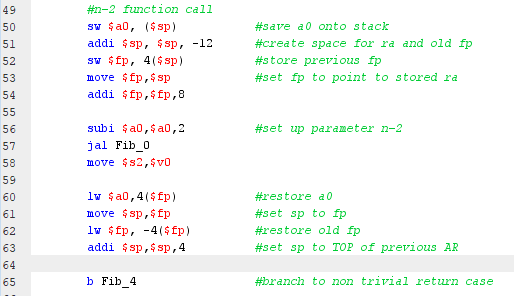 49 #n-2 function call
50 sw $a0, ($sp) #save a0 onto stack
51 addi $sp, $sp, -12 #create space for ra and old fp
52 sw $fp, 4($sp) #store previous fp
53 move $fp,$sp #set fp to point to stored ra
54 addi $fp,$fp,8
55
56 subi $a0,$a0,2 #set up parameter n-2
57 jal Fib_0
58 move $s2,$v0
59
60 lw $a0,4($fp) #restore a0
61 move $sp,$fp #set sp to fp
62 lw $fp, -4($fp) #restore old fp
63 addi $sp,$sp,4 #set sp to TOP of previous AR
64
65 b Fib_4 #branch to non trivial return case